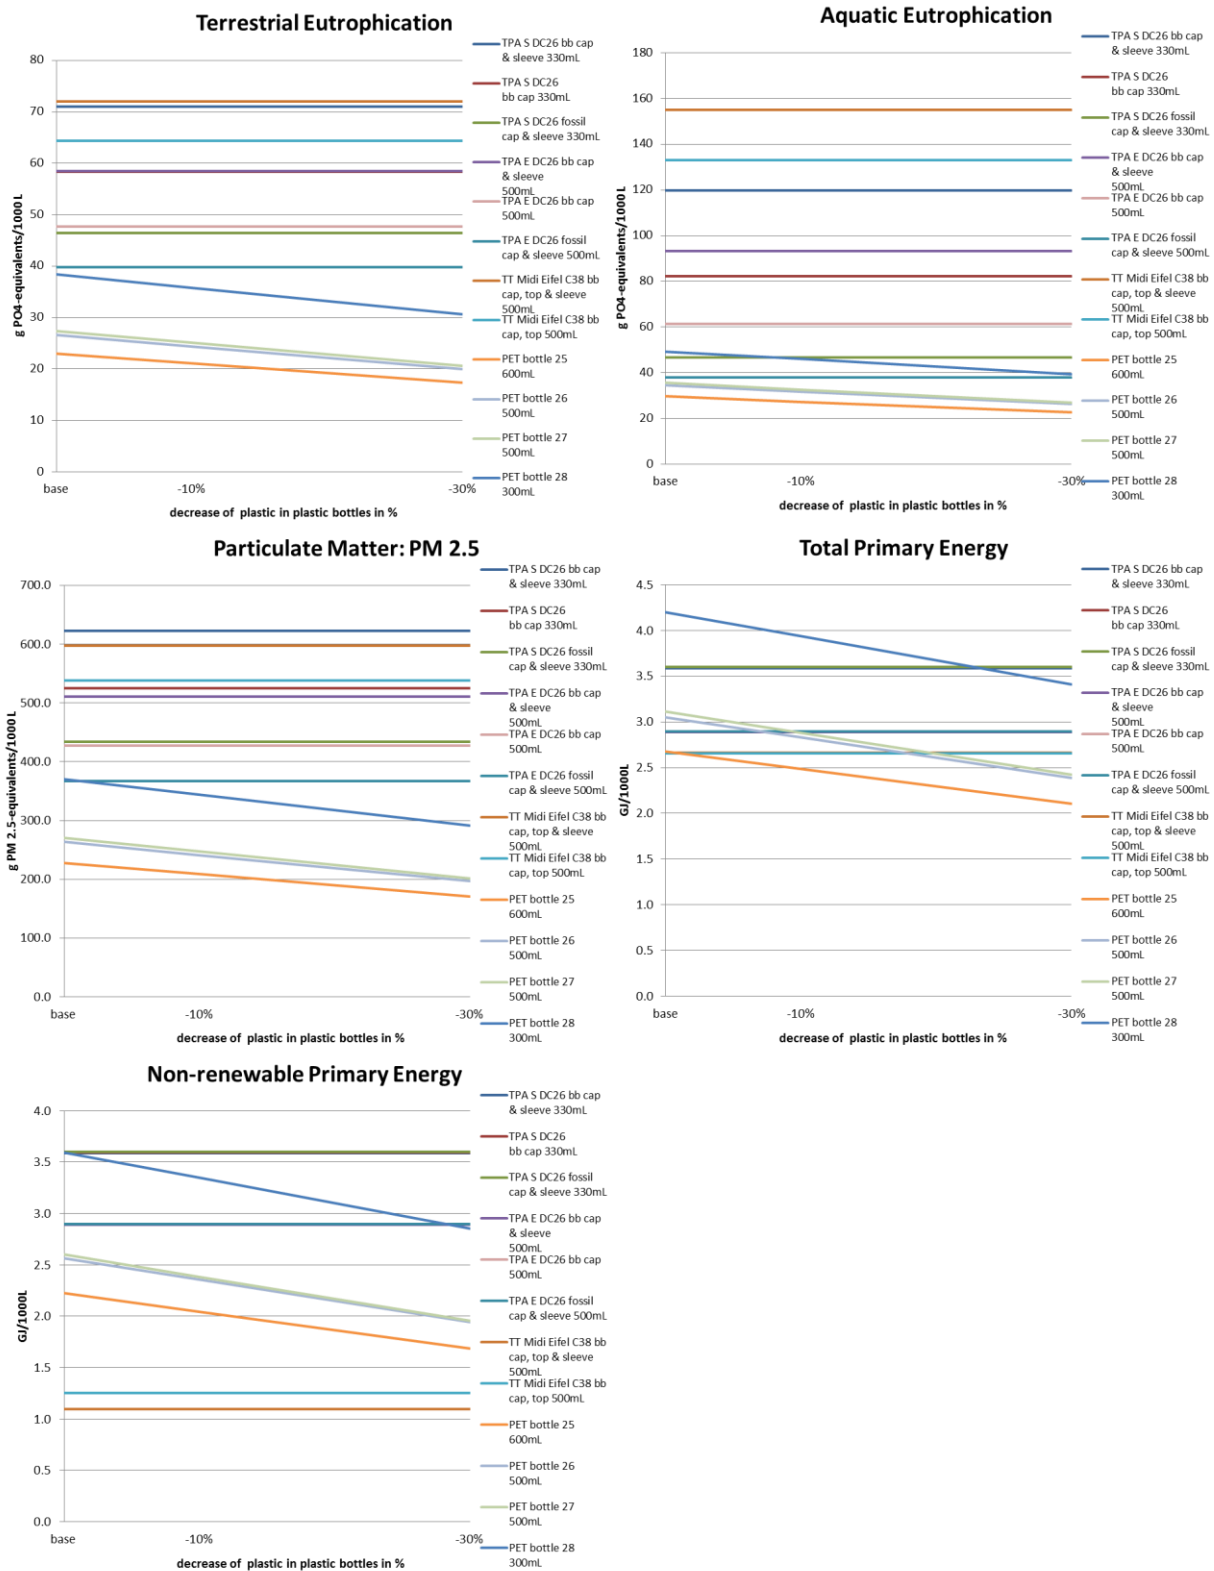 Terrestrial Eutrophication
80
70
60
50
40
30
20
10
0
g PO4-equivalents/1000 L
base
-10%
-30%
decrease of plastic in plastic bottles in %
TPA S DC26 bb cap
& sleeve 330mL
TPA S DC26
bb cap 330mL
TPA S DC26 fossil
cap & sleeve 330mL
TPA E DC26 bb cap
& sleeve
500mL
TPA E DC26 bb cap
500mL
TPA E DC26 fossil
cap & sleeve 500mL
TT Midi Eifel C38 bb
cap, top & sleeve
500mL
TT Midi Eifel C38 bb
cap, top 500mL
PET bottle 25
600mL
PET bottle 26
500mL
PET bottle 27
500mL
PET bottle 28
300mL
Aquatic Eutrophication
180
160
140
120
100
80
60
40
20
0
g PO4-equivalents/1000 L
base
-10%
-30%
decrease of plastic in plastic bottles in %
TPA S DC26 bb cap
& sleeve 330mL
TPA S DC26
bb cap 330mL
TPA S DC26 fossil
cap & sleeve 330mL
TPA E DC26 bb cap
& sleeve
500mL
TPA E DC26 bb cap
500mL
TPA E DC26 fossil
cap & sleeve 500mL
TT Midi Eifel C38 bb
cap, top & sleeve
500mL
TT Midi Eifel C38 bb
cap, top 500mL
PET bottle 25
600mL
PET bottle 26
500mL
PET bottle 27
500mL
PET bottle 28
300mL
Particulate Matter: PM 2.5
700.0
600.0
500.0
400.0
300.0
200.0
100.0
0.0
g PM 2.5-equivalents/1000 L
base
-10%
-30%
decrease of plastic in plastic bottles in %
TPA S DC26 bb cap
& sleeve 330mL
TPA S DC26
bb cap 330mL
TPA S DC26 fossil
cap & sleeve 330mL
TPA E DC26 bb cap
& sleeve
500mL
TPA E DC26 bb cap
500mL
TPA E DC26 fossil
cap & sleeve 500mL
TT Midi Eifel C38 bb
cap, top & sleeve
500mL
TT Midi Eifel C38 bb
cap, top 500mL
PET bottle 25
600mL
PET bottle 26
500mL
PET bottle 27
500mL
PET bottle 28
300mL
Total Primary Energy
4.5
4.0
3.5
3.0
2.5
2.0
1.5
1.0
0.5
0.0
GJ/1000L
base
-10%
-30%
decrease of plastic in plastic bottles in %
TPA S DC26 bb cap
& sleeve 330mL
TPA S DC26
bb cap 330mL
TPA S DC26 fossil
cap & sleeve 330mL
TPA E DC26 bb cap
& sleeve
500mL
TPA E DC26 bb cap
500mL
TPA E DC26 fossil
cap & sleeve 500mL
TT Midi Eifel C38 bb
cap, top & sleeve
500mL
TT Midi Eifel C38 bb
cap, top 500mL
PET bottle 25
600mL
PET bottle 26
500mL
PET bottle 27
500mL
PET bottle 28
300mL
Non-renewable Primary Energy
4.0
3.5
3.0
2.5
2.0
1.5
1.0
0.5
0.0
GJ/1000L
base
-10%
-30%
decrease of plastic in plastic bottles in %
TPA S DC26 bb cap
& sleeve 330mL
TPA S DC26
bb cap 330mL
TPA S DC26 fossil
cap & sleeve 330mL
TPA E DC26 bb cap
& sleeve
500mL
TPA E DC26 bb cap
500mL
TPA E DC26 fossil
cap & sleeve 500mL
TT Midi Eifel C38 bb
cap, top & sleeve
500mL
TT Midi Eifel C38 bb
cap, top 500mL
PET bottle 25
600mL
PET bottle 26
500mL
PET bottle 27
500mL
PET bottle 28
300mL